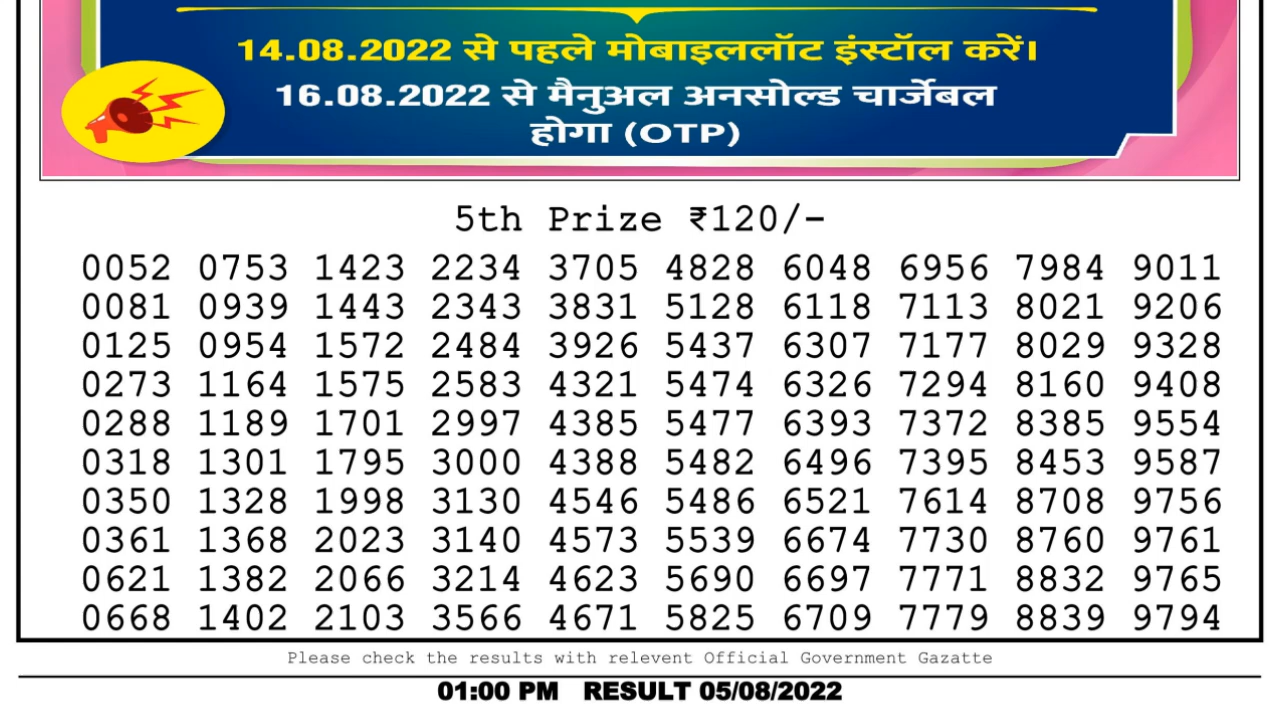 14.08.2022 से पहले मोबाइललॉट इंस्टॉल करें।
16.08.2022 से मैनुअल अनसोल्ड चार्जेबल
होगा (OTP)
5th Prize ₹120/-
0052 0753 1423 2234 3705 4828 6048 6956 7984 9011
0081 0939 1443 2343 3831 5128 6118 7113 8021 9206
0125 0954 1572 2484 3926 5437 6307 7177 8029 9328
0273 1164 1575 2583 4321 5474 6326 7294 8160 9408
0288 1189 1701 2997 4385 5477 6393 7372 8385 9554
0318 1301 1795 3000 4388 5482 6496 7395 8453 9587
0350 1328 1998 3130 4546 5486 6521 7614 8708 9756
0361 1368 2023 3140 4573 5539 6674 7730 8760 9761
0621 1382 2066 3214 4623 5690 6697 7771 8832 9765
0668 1402 2103 3566 4671 5825 6709 7779 8839 9794
Please check the results with relevent Official Government Gazatte
01:00 PM RESULT 05/08/2022